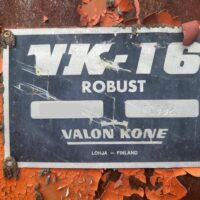 VK-16
ROBUST
VALON KONE
LOHJA – FINLAND